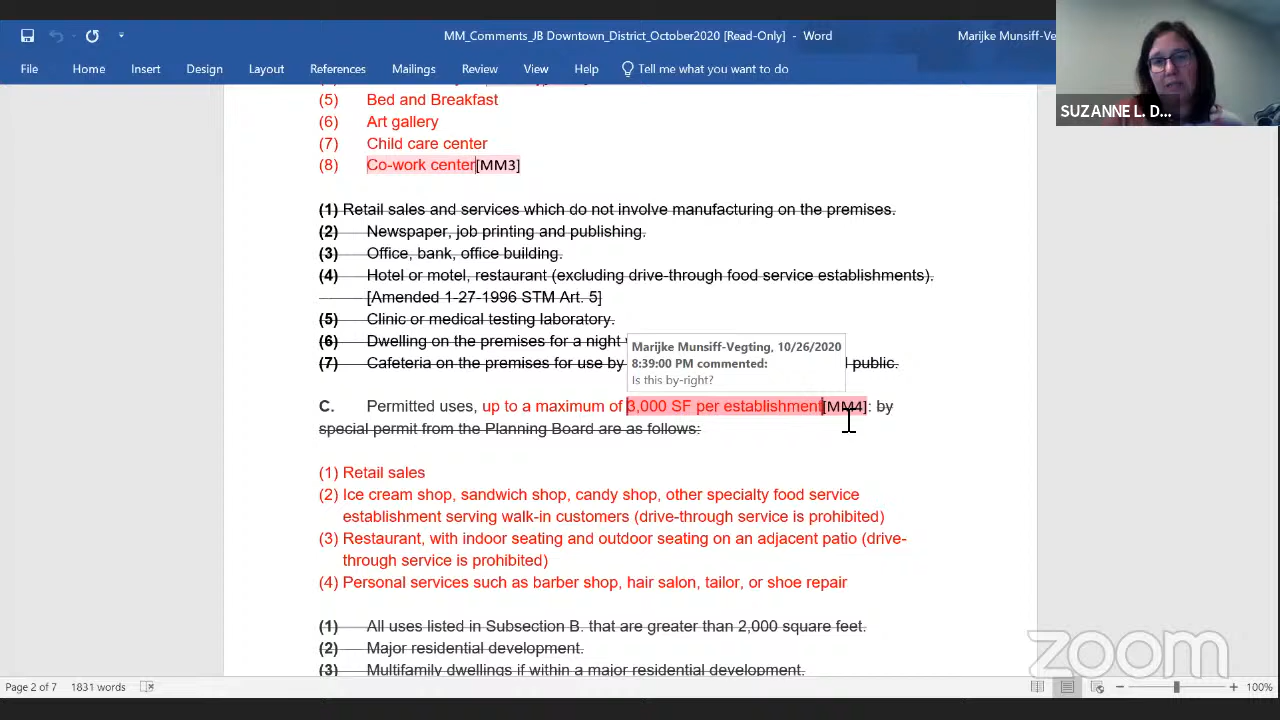 MM_Comments_JB Downtown_District_October2020 [Read-Only] - Word
Marijke Munsiff-Ve
File Home Insert Design Layout References Mailings Review View Help Tell me what you want to do
SUZANNE L. D...
(5) Bed and Breakfast
(6) Art gallery
(7) Child care center
(8) Co-work center[MM3]
(1) Retail sales and services which do not involve manufacturing on the premises.
(2) Newspaper, job printing and publishing.
(3) Office, bank, office building.
(4) Hotel or motel, restaurant (excluding drive-through food service establishments).
[Amended 1-27-1996 STM Art. 5]
(5) Clinic or medical testing laboratory.
(6) Dwelling on the premises for a night
(7) Cafeteria on the premises for use by public.
Marijke Munsiff-Vegting, 10/26/2020
8:39:00 PM commented:
Is this by-right?
C. Permitted uses, up to a maximum of 3,000 SF per establishment[MM4]: by
special permit from the Planning Board are as follows:
(1) Retail sales
(2) Ice cream shop, sandwich shop, candy shop, other specialty food service
establishment serving walk-in customers (drive-through service is prohibited)
(3) Restaurant, with indoor seating and outdoor seating on an adjacent patio (drive-
through service is prohibited)
(4) Personal services such as barber shop, hair salon, tailor, or shoe repair
(1) All uses listed in Subsection B. that are greater than 2,000 square feet.
(2) Major residential development.
(3) Multifamily dwellings if within a major residential development.
zoom
Page 2 of 7 1831 words
100%